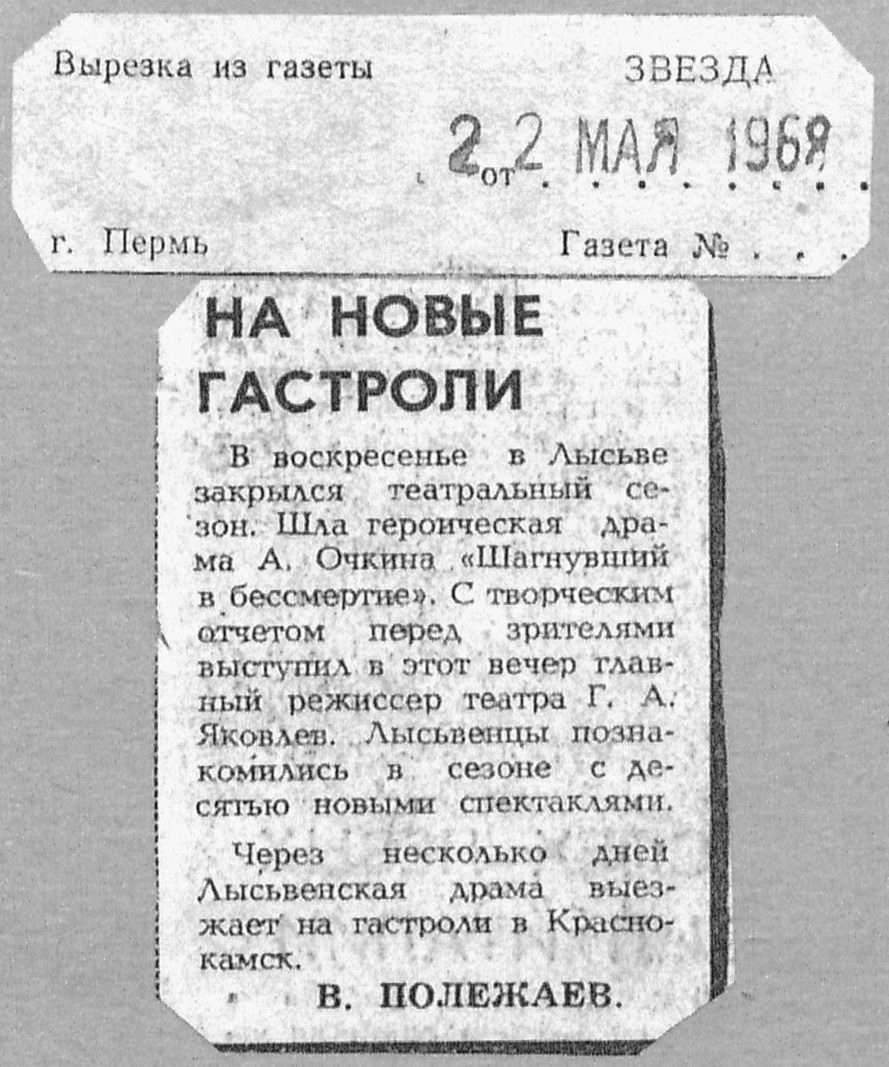 Вырезка из газеты ЗВЕЗДА
от 22 МАЯ 1968
г. Пермь Газета №
НА НОВЫЕ
ГАСТРОЛИ
В воскресенье в Лысьве
закрылся театральный се-
зон. Шла героическая дра-
ма А. Очкина «Шагнувший
в бессмертие». С творческим
отчетом перед зрителями
выступил в этот вечер глав-
ный режиссер театра Г. А.
Яковлев. Лысьвенцы позна-
комились в сезоне с де-
сятью новыми спектаклями.
Через несколько дней
Лысьвенская драма выез-
жает на гастроли в Красно-
камск.
В. ПОЛЕЖАЕВ.